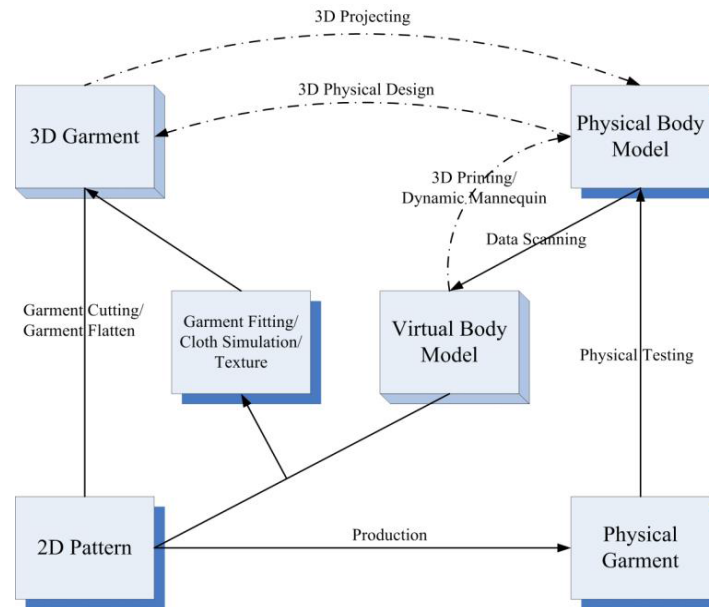 3D Projecting
3D Physical Design
3D Garment
Physical Body
Model
3D Printing/
Dynamic Mannequin
Data Scanning
Garment Cutting/
Garment Flatten
Garment Fitting/
Cloth Simulation/
Texture
Virtual Body
Model
Physical Testing
2D Pattern
Production
Physical
Garment